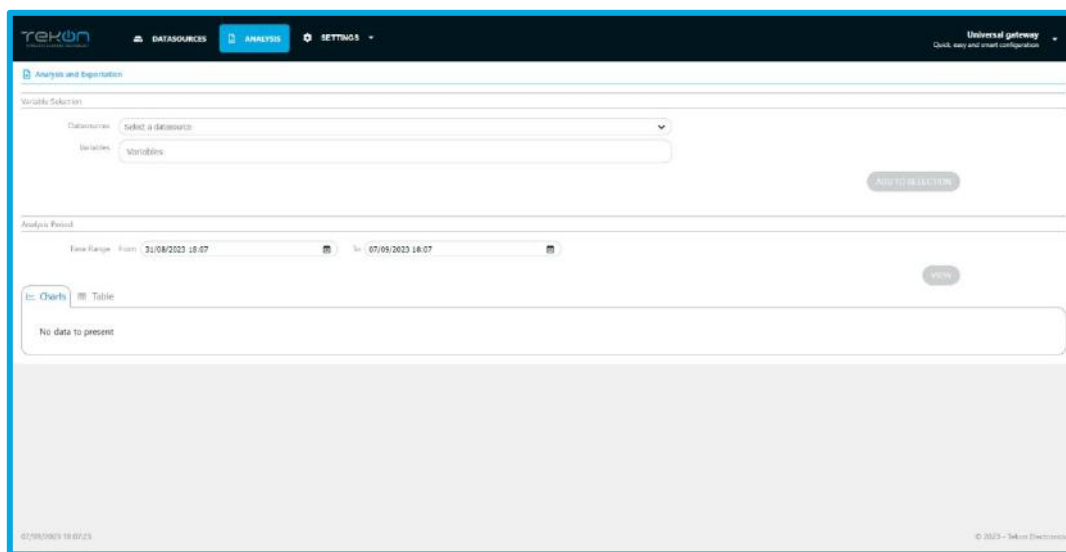 TEKON
DATASOURCES
ANALYSIS
SETTINGS
Universal gateway
Quick, easy and smart configuration
Analysis and Exportation
Variable Selection
Datasources Select a datasource
Variables Variables
ADD TO SELECTION
Analysis Period
Time Range From 31/08/2023 18:07 To 07/09/2023 18:07
VIEW
Charts Table
No data to present
07/09/2023 18:07:23 © 2023 - Tekon Electronics